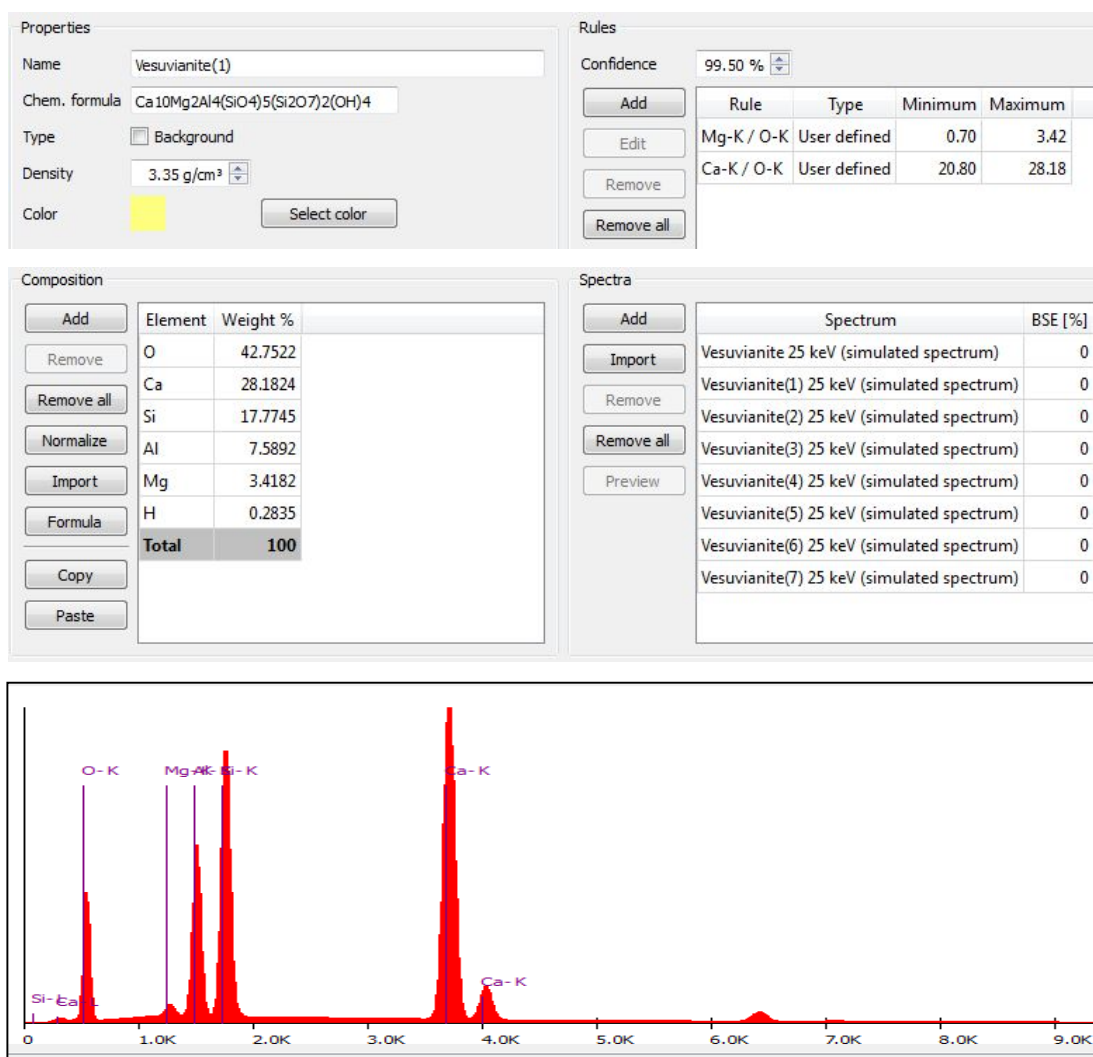 Properties
Name Vesuvianite(1)
Chem. formula Ca10Mg2Al4(SiO4)5(Si2O7)2(OH)4
Type Background
Density 3.35 g/cm³
Color Select color
Rules
Confidence 99.50 %
Add
Edit
Remove
Remove all
Rule Type Minimum Maximum
Mg-K / O-K User defined 0.70 3.42
Ca-K / O-K User defined 20.80 28.18
Composition
Add
Remove
Remove all
Normalize
Import
Formula
Copy
Paste
Element Weight %
O 42.7522
Ca 28.1824
Si 17.7745
Al 7.5892
Mg 3.4182
H 0.2835
Total 100
Spectra
Add
Import
Remove
Remove all
Preview
Spectrum BSE [%]
Vesuvianite 25 keV (simulated spectrum) 0
Vesuvianite(1) 25 keV (simulated spectrum) 0
Vesuvianite(2) 25 keV (simulated spectrum) 0
Vesuvianite(3) 25 keV (simulated spectrum) 0
Vesuvianite(4) 25 keV (simulated spectrum) 0
Vesuvianite(5) 25 keV (simulated spectrum) 0
Vesuvianite(6) 25 keV (simulated spectrum) 0
Vesuvianite(7) 25 keV (simulated spectrum) 0
O-K Ca-K
Ca-K
0 1.0K 2.0K 3.0K 4.0K 5.0K 6.0K 7.0K 8.0K 9.0K